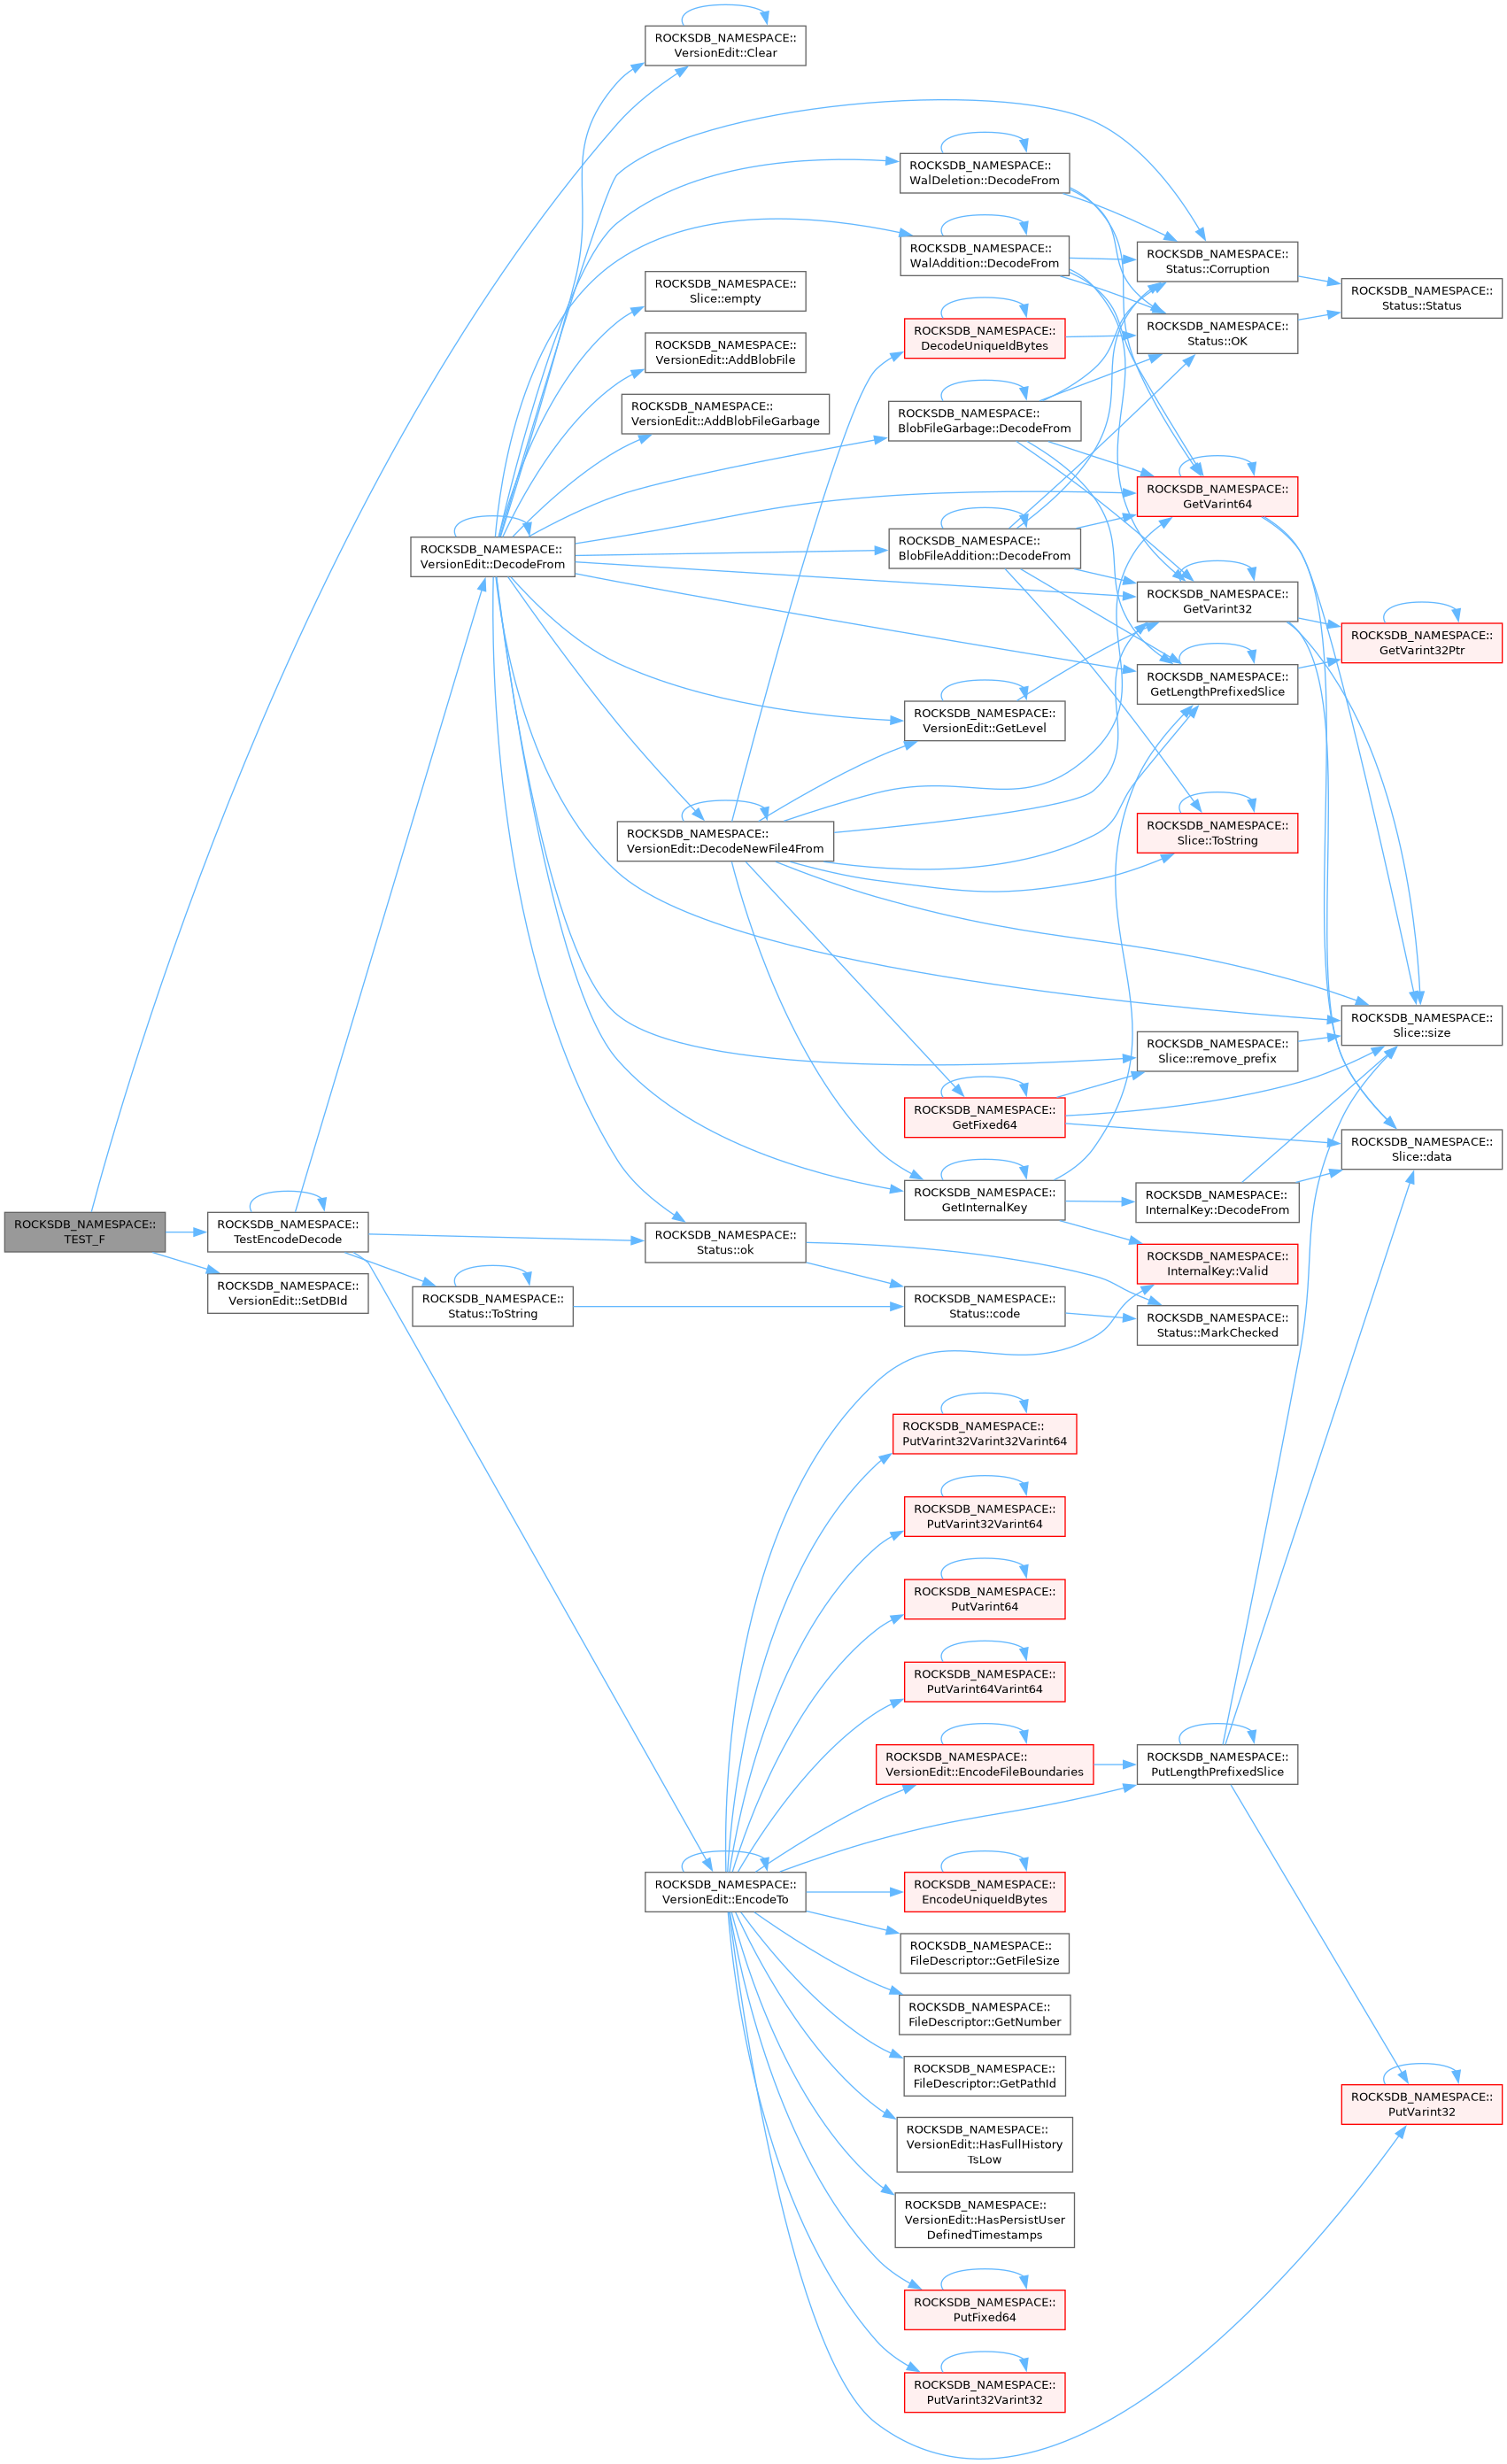 ROCKSDB_NAMESPACE::
VersionEdit::Clear
ROCKSDB_NAMESPACE::
WalDeletion::DecodeFrom
ROCKSDB_NAMESPACE::
WalAddition::DecodeFrom
ROCKSDB_NAMESPACE::
Status::Corruption
ROCKSDB_NAMESPACE::
Slice::empty
ROCKSDB_NAMESPACE::
Status::Status
ROCKSDB_NAMESPACE::
DecodeUniqueIdBytes
ROCKSDB_NAMESPACE::
Status::OK
ROCKSDB_NAMESPACE::
VersionEdit::AddBlobFile
ROCKSDB_NAMESPACE::
VersionEdit::AddBlobFileGarbage
ROCKSDB_NAMESPACE::
BlobFileGarbage::DecodeFrom
ROCKSDB_NAMESPACE::
GetVarint64
ROCKSDB_NAMESPACE::
VersionEdit::DecodeFrom
ROCKSDB_NAMESPACE::
BlobFileAddition::DecodeFrom
ROCKSDB_NAMESPACE::
GetVarint32
ROCKSDB_NAMESPACE::
GetVarint32Ptr
ROCKSDB_NAMESPACE::
GetLengthPrefixedSlice
ROCKSDB_NAMESPACE::
VersionEdit::GetLevel
ROCKSDB_NAMESPACE::
VersionEdit::DecodeNewFile4From
ROCKSDB_NAMESPACE::
Slice::ToString
ROCKSDB_NAMESPACE::
Slice::size
ROCKSDB_NAMESPACE::
Slice::remove_prefix
ROCKSDB_NAMESPACE::
GetFixed64
ROCKSDB_NAMESPACE::
Slice::data
ROCKSDB_NAMESPACE::
GetInternalKey
ROCKSDB_NAMESPACE::
InternalKey::DecodeFrom
ROCKSDB_NAMESPACE::
TEST_F
ROCKSDB_NAMESPACE::
TestEncodeDecode
ROCKSDB_NAMESPACE::
Status::ok
ROCKSDB_NAMESPACE::
InternalKey::Valid
ROCKSDB_NAMESPACE::
VersionEdit::SetDBId
ROCKSDB_NAMESPACE::
Status::ToString
ROCKSDB_NAMESPACE::
Status::code
ROCKSDB_NAMESPACE::
Status::MarkChecked
ROCKSDB_NAMESPACE::
PutVarint32Varint32Varint64
ROCKSDB_NAMESPACE::
PutVarint32Varint64
ROCKSDB_NAMESPACE::
PutVarint64
ROCKSDB_NAMESPACE::
PutVarint64Varint64
ROCKSDB_NAMESPACE::
VersionEdit::EncodeFileBoundaries
ROCKSDB_NAMESPACE::
PutLengthPrefixedSlice
ROCKSDB_NAMESPACE::
VersionEdit::EncodeTo
ROCKSDB_NAMESPACE::
EncodeUniqueIdBytes
ROCKSDB_NAMESPACE::
FileDescriptor::GetFileSize
ROCKSDB_NAMESPACE::
FileDescriptor::GetNumber
ROCKSDB_NAMESPACE::
FileDescriptor::GetPathId
ROCKSDB_NAMESPACE::
PutVarint32
ROCKSDB_NAMESPACE::
VersionEdit::HasFullHistory
TsLow
ROCKSDB_NAMESPACE::
VersionEdit::HasPersistUser
DefinedTimestamps
ROCKSDB_NAMESPACE::
PutFixed64
ROCKSDB_NAMESPACE::
PutVarint32Varint32